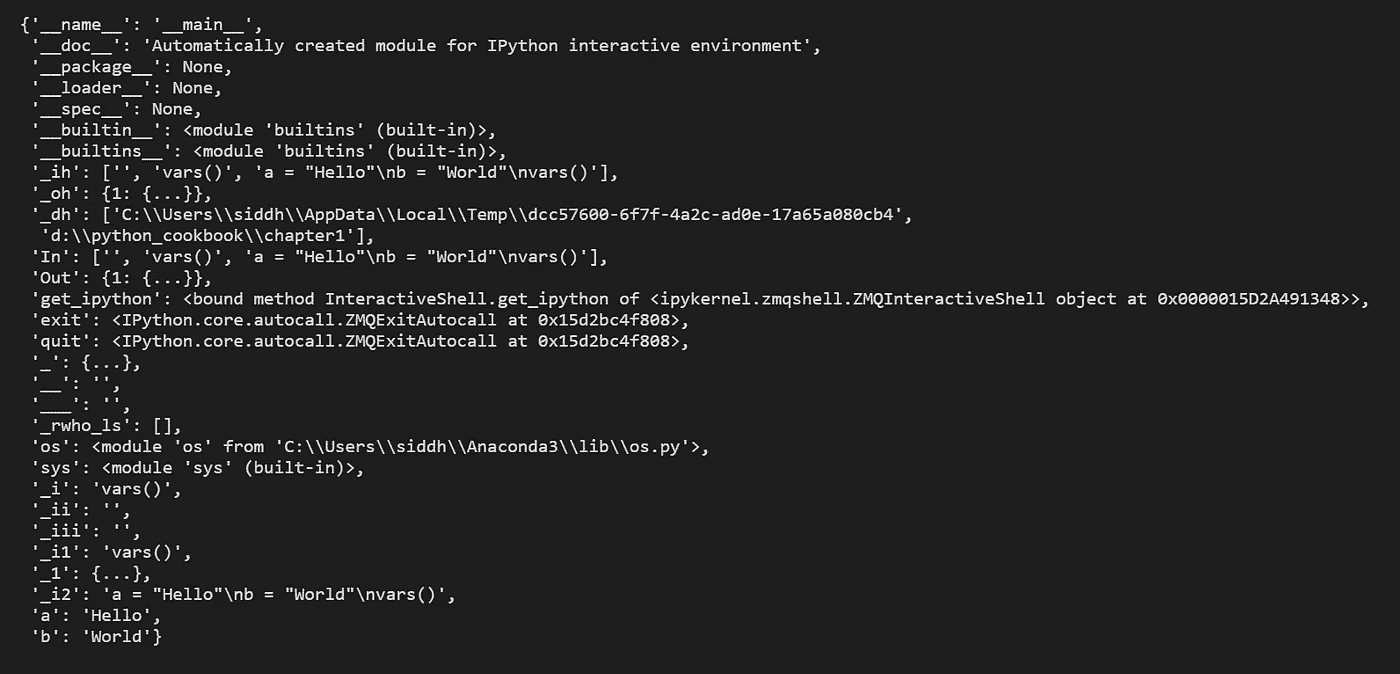 {'__name__': '__main__',
 '__doc__': 'Automatically created module for IPython interactive environment',
 '__package__': None,
 '__loader__': None,
 '__spec__': None,
 '__builtin__': <module 'builtins' (built-in)>,
 '__builtins__': <module 'builtins' (built-in)>,
 '_ih': ['', 'vars()', 'a = "Hello"\nb = "World"\nvars()'],
 '_oh': {1: {...}},
 '_dh': ['C:\\Users\\siddh\\AppData\\Local\\Temp\\dcc57600-6f7f-4a2c-ad0e-17a65a080cb4',
  'd:\\python_cookbook\\chapter1'],
 'In': ['', 'vars()', 'a = "Hello"\nb = "World"\nvars()'],
 'Out': {1: {...}},
 'get_ipython': <bound method InteractiveShell.get_ipython of <ipykernel.zmqshell.ZMQInteractiveShell object at 0x0000015D2A491348>>,
 'exit': <IPython.core.autocall.ZMQExitAutocall at 0x15d2bc4f808>,
 'quit': <IPython.core.autocall.ZMQExitAutocall at 0x15d2bc4f808>,
 '_': {...},
 '__': '',
 '___': '',
 '_rwho_ls': [],
 'os': <module 'os' from 'C:\\Users\\siddh\\Anaconda3\\lib\\os.py'>,
 'sys': <module 'sys' (built-in)>,
 '_i': 'vars()',
 '_ii': '',
 '_iii': '',
 '_i1': 'vars()',
 '_1': {...},
 '_i2': 'a = "Hello"\nb = "World"\nvars()',
 'a': 'Hello',
 'b': 'World'}